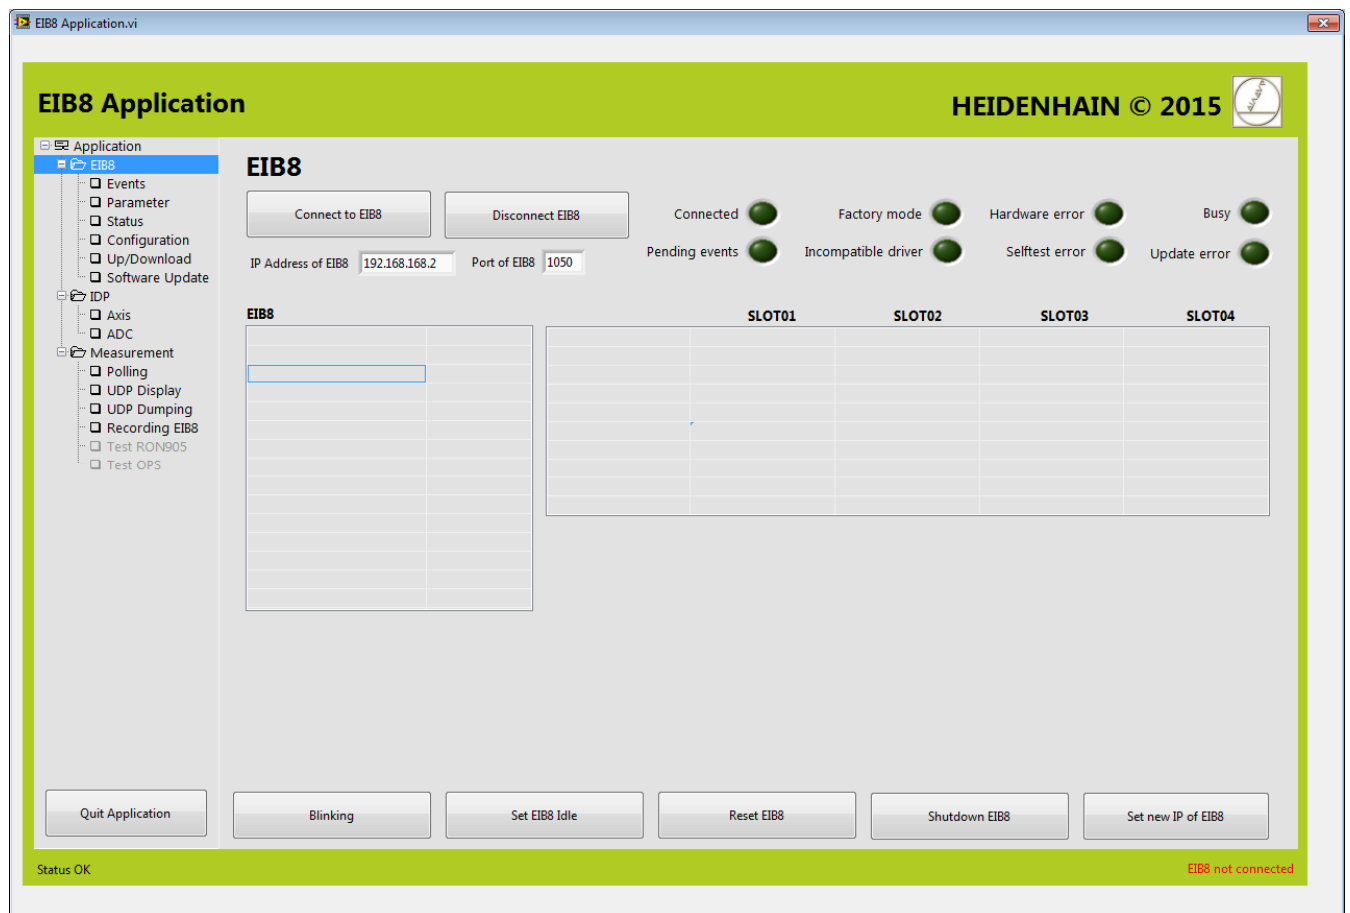 EIB8 Application.vi
EIB8 Application
HEIDENHAIN © 2015
Application
EIB8
Events
Parameter
Status
Configuration
Up/Download
Software Update
IDP
Axis
ADC
Measurement
Polling
UDP Display
UDP Dumping
Recording EIB8
Test RON905
Test OPS
Quit Application
EIB8
Connect to EIB8
Disconnect EIB8
Connected
Factory mode
Hardware error
Busy
IP Address of EIB8 192.168.168.2
Port of EIB8 1050
Pending events
Incompatible driver
Selftest error
Update error
EIB8
SLOT01 SLOT02 SLOT03 SLOT04
Blinking
Set EIB8 Idle
Reset EIB8
Shutdown EIB8
Set new IP of EIB8
Status OK
EIB8 not connected